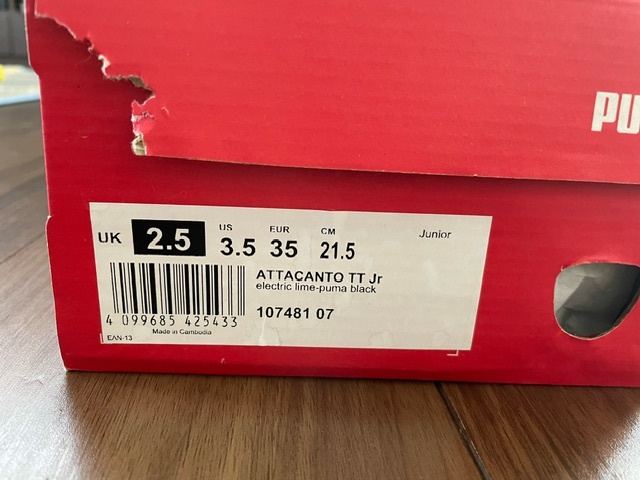 PU
UK 2.5 US 3.5 EUR 35 CM 21.5 Junior
ATTACANTO TT Jr
electric lime-puma black
107481 07
4 099685 425433
Made in Cambodia
EAN-13